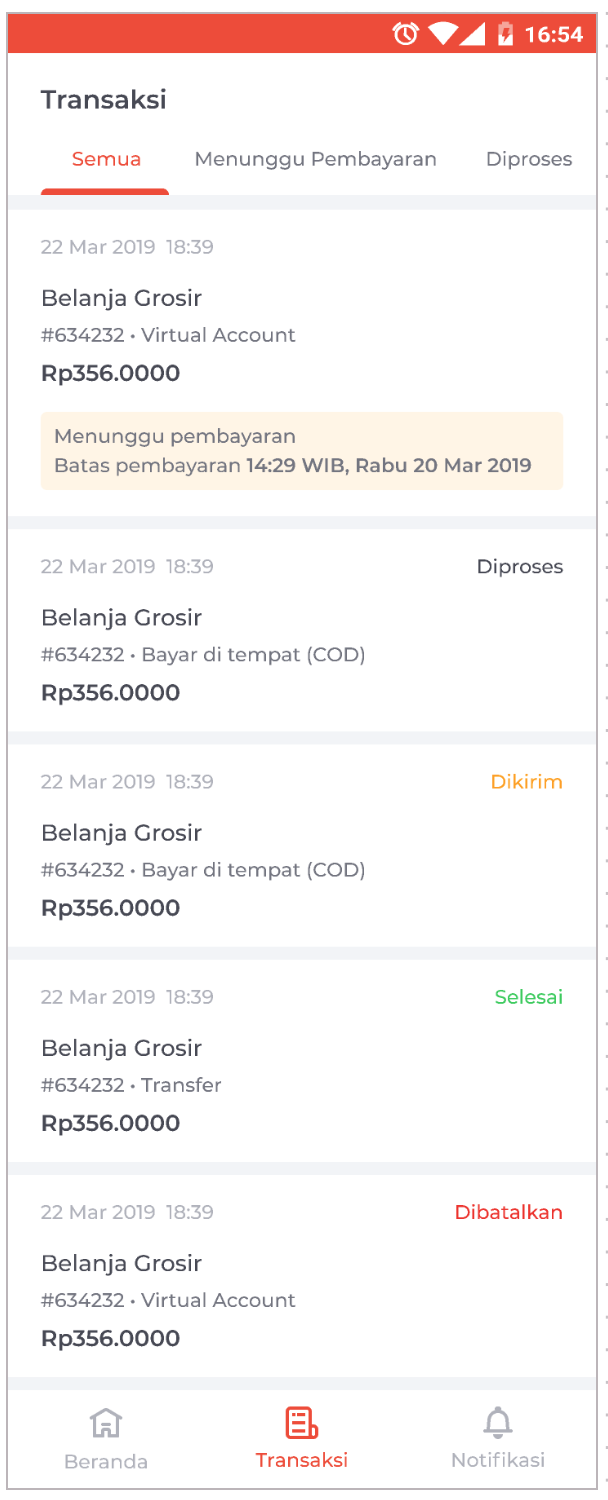 16:54
Transaksi
Semua Menunggu Pembayaran Diproses
22 Mar 2019 18:39
Belanja Grosir
#634232 • Virtual Account
Rp356.0000
Menunggu pembayaran
Batas pembayaran 14:29 WIB, Rabu 20 Mar 2019
22 Mar 2019 18:39 Diproses
Belanja Grosir
#634232 • Bayar di tempat (COD)
Rp356.0000
22 Mar 2019 18:39 Dikirim
Belanja Grosir
#634232 • Bayar di tempat (COD)
Rp356.0000
22 Mar 2019 18:39 Selesai
Belanja Grosir
#634232 • Transfer
Rp356.0000
22 Mar 2019 18:39 Dibatalkan
Belanja Grosir
#634232 • Virtual Account
Rp356.0000
Beranda Transaksi Notifikasi